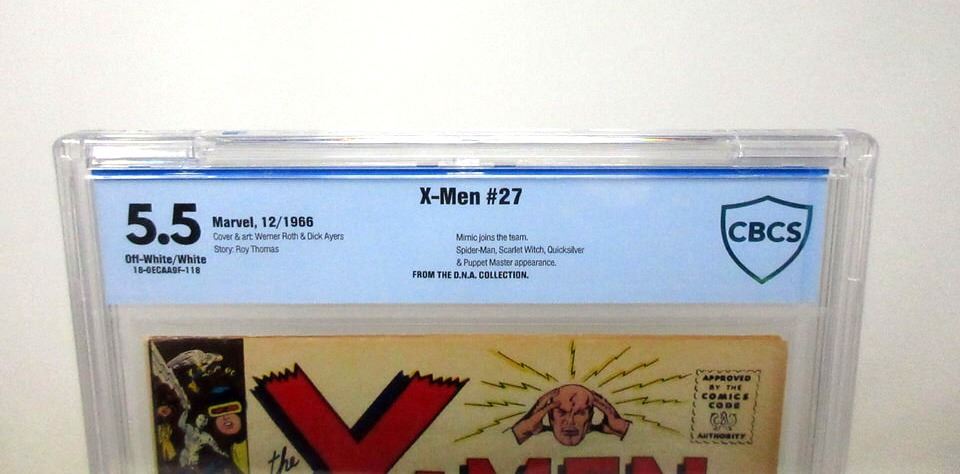 X-Men #27
5.5
Marvel, 12/1966
Cover & art: Werner Roth & Dick Ayers
Story: Roy Thomas
Off-White/White
18-0ECAA9F-118
Mimic joins the team.
Spider-Man, Scarlet Witch, Quicksilver
& Puppet Master appearance.
FROM THE D.N.A. COLLECTION.
CBCS
the X-MEN
APPROVED
BY THE
COMICS
CODE
CA
AUTHORITY